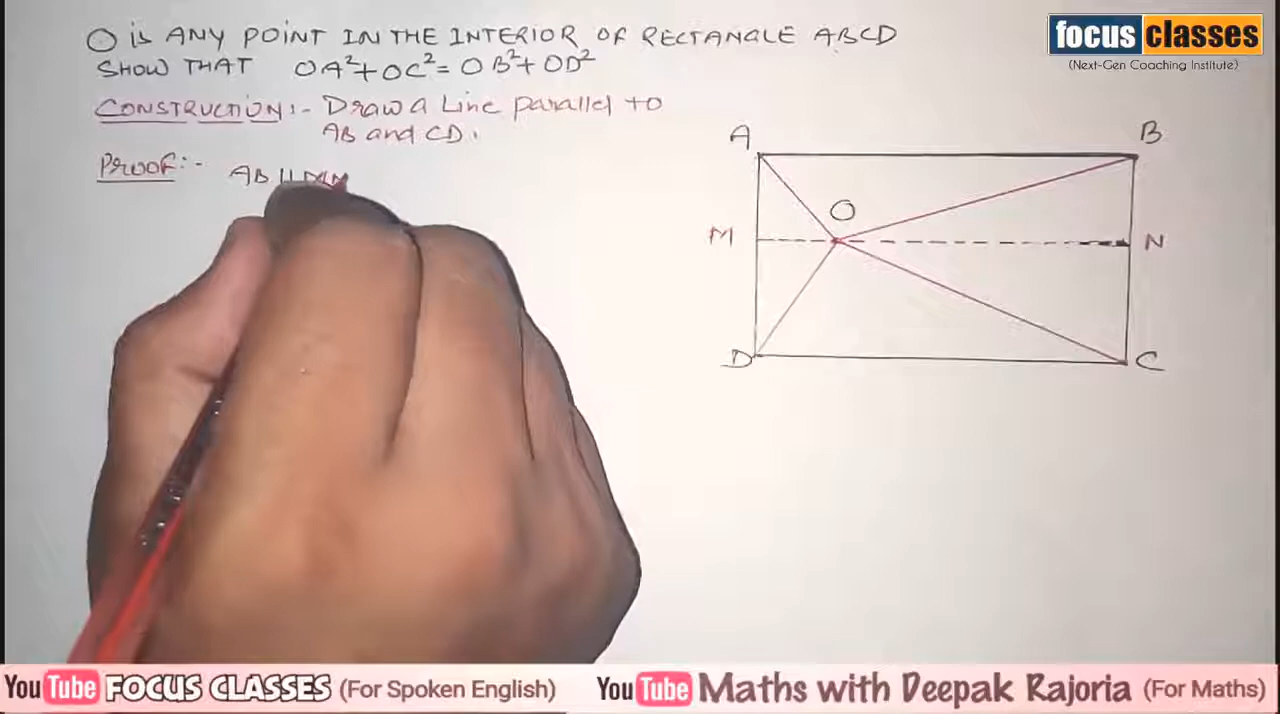 O is ANY POINT IN THE INTERIOR OF RECTANGLE ABCD
SHOW THAT OA²+OC²=OB²+OD²
CONSTRUCTION:- Draw a Line parallel to
AB and CD.
Proof:- AB || MN
A
B
O
M
N
D
C
focus classes
(Next-Gen Coaching Institute)
YouTube FOCUS CLASSES (For Spoken English)
YouTube Maths with Deepak Rajoria (For Maths)